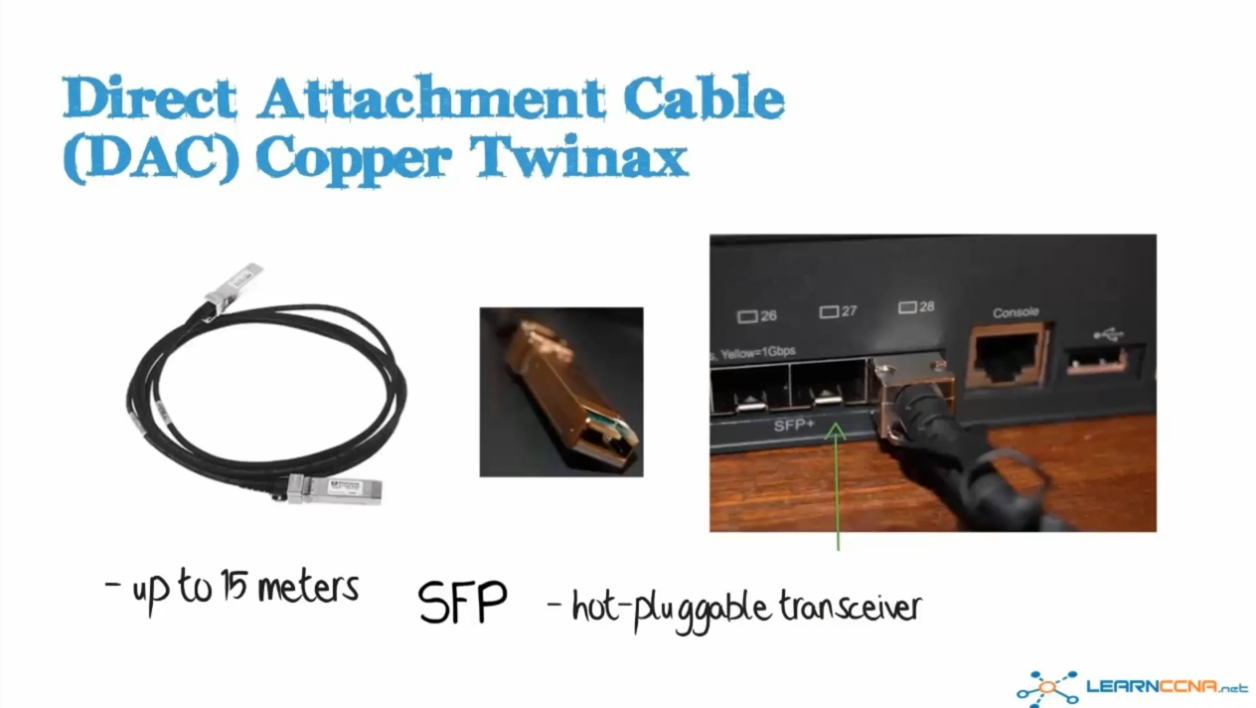 Direct Attachment Cable
(DAC) Copper Twinax
26
27
28
Console
s, Yellow=1Gbps
SFP+
- up to 15 meters
SFP
- hot-pluggable transceiver
LEARNCCNA.net